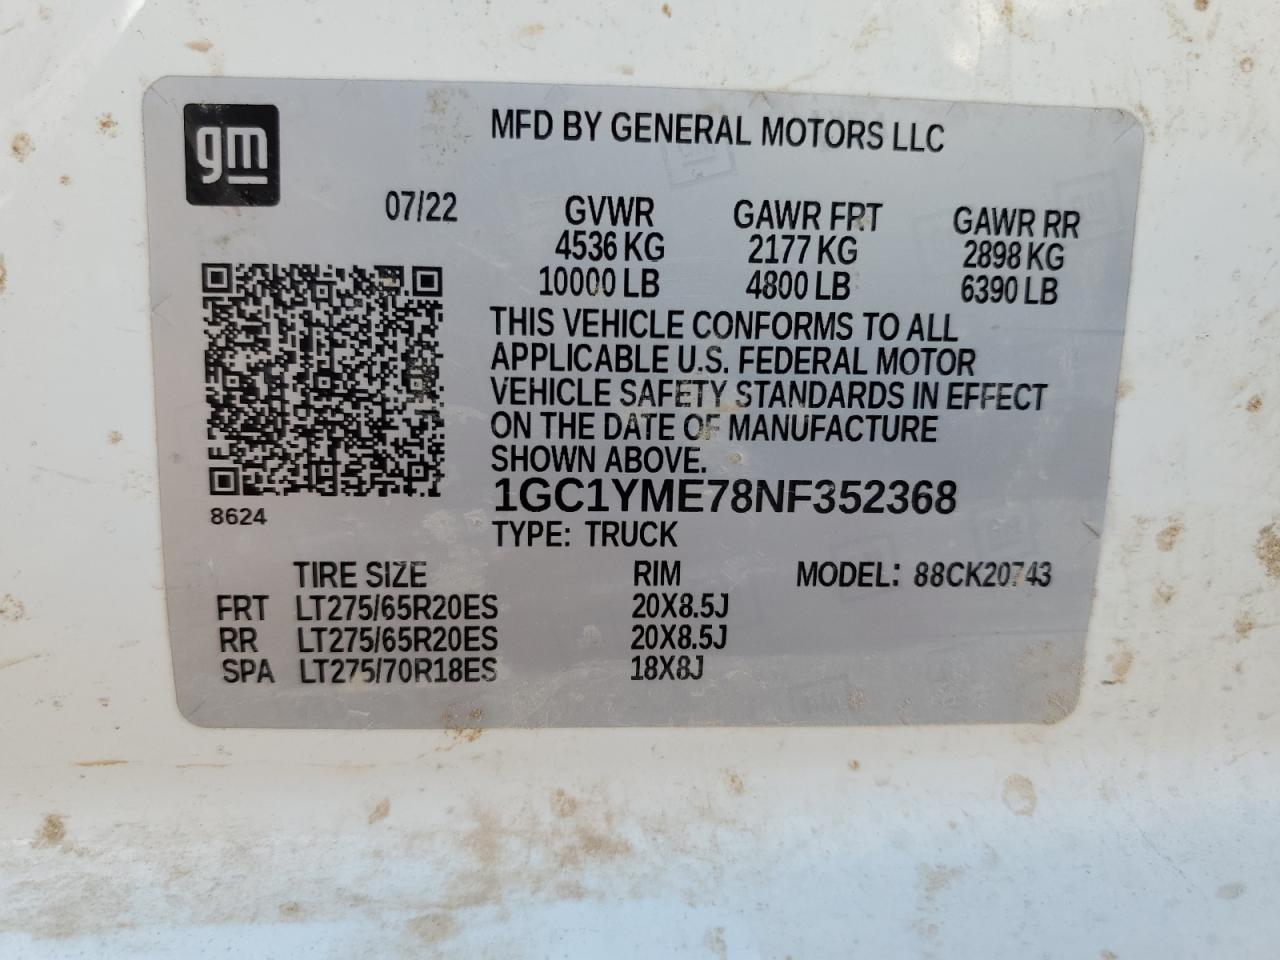 gm
MFD BY GENERAL MOTORS LLC
07/22 GVWR GAWR FRT GAWR RR
4536 KG 2177 KG 2898 KG
10000 LB 4800 LB 6390 LB
THIS VEHICLE CONFORMS TO ALL
APPLICABLE U.S. FEDERAL MOTOR
VEHICLE SAFETY STANDARDS IN EFFECT
ON THE DATE OF MANUFACTURE
SHOWN ABOVE.
1GC1YME78NF352368
8624
TYPE: TRUCK
TIRE SIZE RIM MODEL: 88CK20743
FRT LT275/65R20ES 20X8.5J
RR LT275/65R20ES 20X8.5J
SPA LT275/70R18ES 18X8J